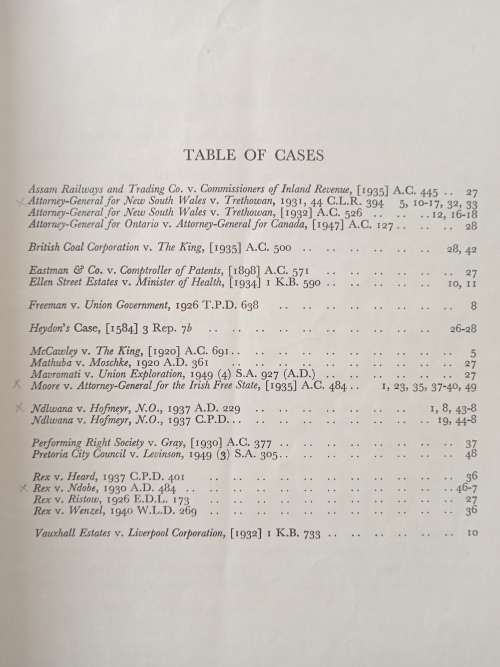 TABLE OF CASES
Assam Railways and Trading Co. v. Commissioners of Inland Revenue, [1935] A.C. 445 .. 27
Attorney-General for New South Wales v. Trethowan, 1931, 44 C.L.R. 394 5, 10-17, 32, 33
Attorney-General for New South Wales v. Trethowan, [1932] A.C. 526 .. .. .. 12, 16-18
Attorney-General for Ontario v. Attorney-General for Canada, [1947] A.C. 127 .. .. .. 28
British Coal Corporation v. The King, [1935] A.C. 500 .. .. .. .. .. .. 28, 42
Eastman & Co. v. Comptroller of Patents, [1898] A.C. 571 .. .. .. .. .. .. 27
Ellen Street Estates v. Minister of Health, [1934] 1 K.B. 590 .. .. .. .. .. 10, 11
Freeman v. Union Government, 1926 T.P.D. 638 .. .. .. .. .. .. .. 8
Heydon's Case, [1584] 3 Rep. 7b .. .. .. .. .. .. .. .. .. 26-28
McCawley v. The King, [1920] A.C. 691 .. .. .. .. .. .. .. .. 5
Mathuba v. Moschke, 1920 A.D. 361 .. .. .. .. .. .. .. .. 27
Mavromati v. Union Exploration, 1949 (4) S.A. 927 (A.D.) .. .. .. .. .. .. 27
Moore v. Attorney-General for the Irish Free State, [1935] A.C. 484 .. .. 1, 23, 35, 37-40, 49
Ndlwana v. Hofmeyr, N.O., 1937 A.D. 229 .. .. .. .. .. .. 1, 8, 43-8
Ndlwana v. Hofmeyr, N.O., 1937 C.P.D. .. .. .. .. .. .. .. 19, 44-8
Performing Right Society v. Gray, [1930] A.C. 377 .. .. .. .. .. .. .. 37
Pretoria City Council v. Levinson, 1949 (3) S.A. 305 .. .. .. .. .. .. .. 48
Rex v. Heard, 1937 C.P.D. 401 .. .. .. .. .. .. .. .. .. 36
Rex v. Ndobe, 1930 A.D. 484 .. .. .. .. .. .. .. .. .. 46-7
Rex v. Ristow, 1926 E.D.L. 173 .. .. .. .. .. .. .. .. .. 27
Rex v. Wenzel, 1940 W.L.D. 269 .. .. .. .. .. .. .. .. .. 36
Vauxhall Estates v. Liverpool Corporation, [1932] 1 K.B. 733 .. .. .. .. .. .. 10